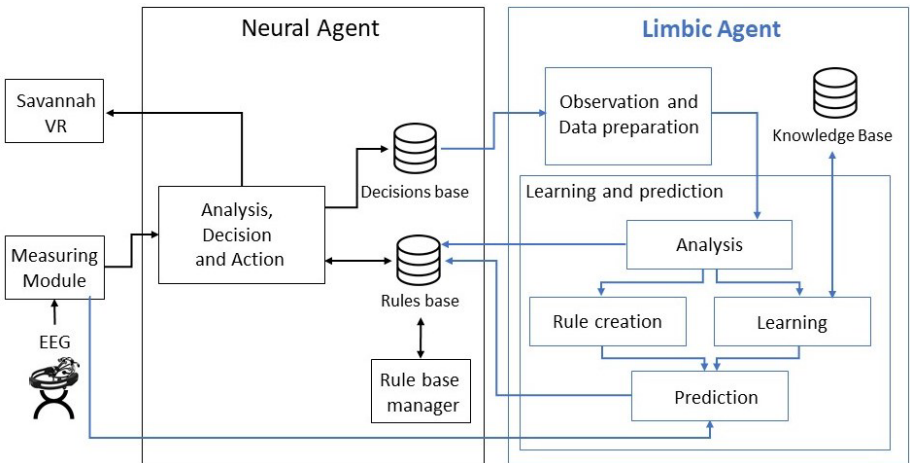 Neural Agent
Limbic Agent
Savannah
VR
Observation and
Data preparation
Knowledge Base
Decisions base
Learning and prediction
Analysis,
Decision
and Action
Analysis
Measuring
Module
Rules base
Rule creation
Learning
EEG
Rule base
manager
Prediction